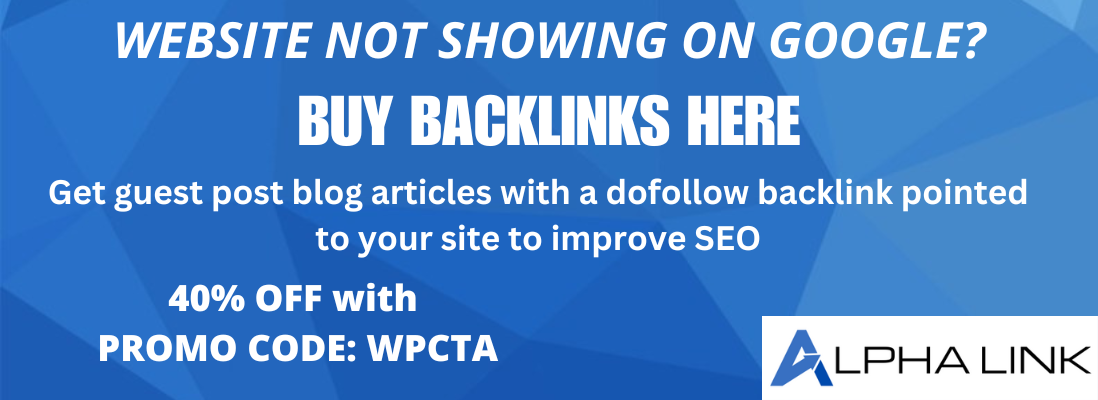 WEBSITE NOT SHOWING ON GOOGLE?
BUY BACKLINKS HERE
Get guest post blog articles with a dofollow backlink pointed
to your site to improve SEO
40% OFF with
PROMO CODE: WPCTA
ALPHA LINK